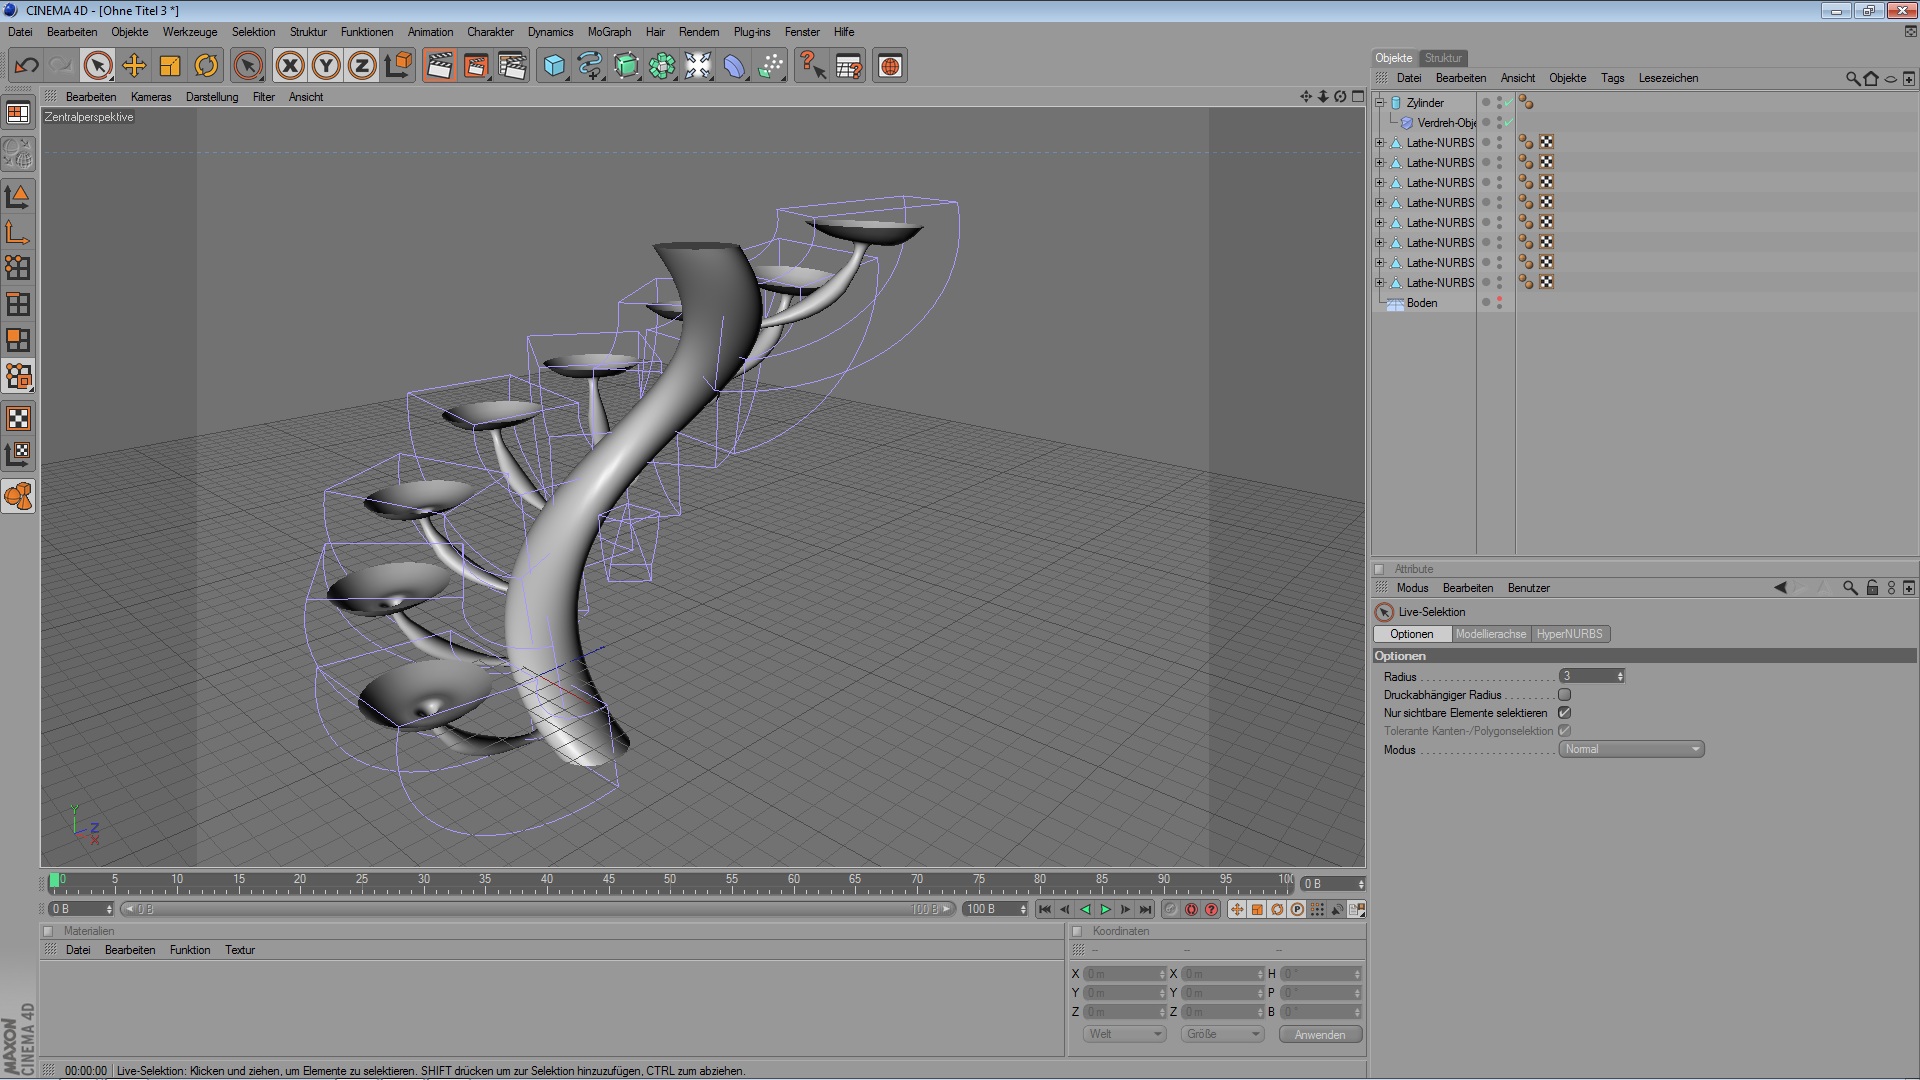 CINEMA 4D - [Ohne Titel 3 *]
Datei Bearbeiten Objekte Werkzeuge Selektion Struktur Funktionen Animation Charakter Dynamics MoGraph Hair Rendern Plug-ins Fenster Hilfe
Objekte Struktur
Datei Bearbeiten Ansicht Objekte Tags Lesezeichen
Bearbeiten Kameras Darstellung Filter Ansicht
Zentralperspektive
Zylinder
Verdreh-Obje
Lathe-NURBS
Lathe-NURBS
Lathe-NURBS
Lathe-NURBS
Lathe-NURBS
Lathe-NURBS
Lathe-NURBS
Lathe-NURBS
Boden
Attribute
Modus Bearbeiten Benutzer
Live-Selektion
Optionen Modellierachse HyperNURBS
Optionen
Radius 3
Druckabhängiger Radius
Nur sichtbare Elemente selektieren
Tolerante Kanten-/Polygonselektion
Modus Normal
Y
Z
X
0 5 10 15 20 25 30 35 40 45 50 55 60 65 70 75 80 85 90 95 100 0 B
0 B 0 B 100 B 100 B
Materialien
Datei Bearbeiten Funktion Textur
Koordinaten
-- -- --
X 0 m X 0 m H 0 °
Y 0 m Y 0 m P 0 °
Z 0 m Z 0 m B 0 °
Welt Größe Anwenden
MAXON
CINEMA 4D
00:00:00 Live-Selektion: Klicken und ziehen, um Elemente zu selektieren. SHIFT drücken um zur Selektion hinzuzufügen, CTRL zum abziehen.